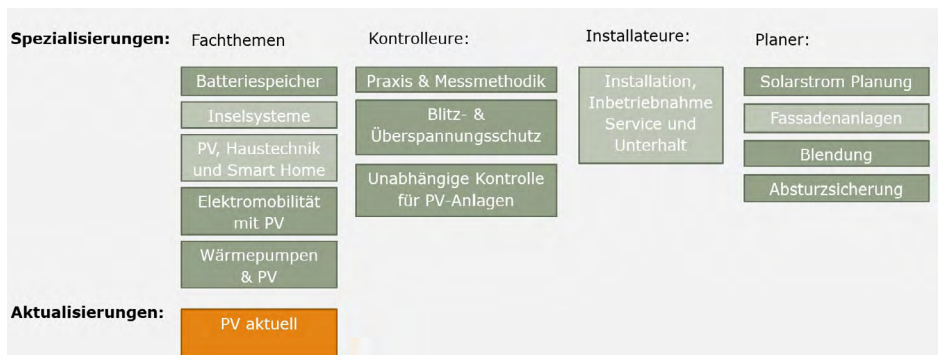 Spezialisierungen:
Fachthemen
Batteriespeicher
Inselsysteme
PV, Haustechnik
und Smart Home
Elektromobilität
mit PV
Wärmepumpen
& PV
Kontrolleure:
Praxis & Messmethodik
Blitz- &
Überspannungsschutz
Unabhängige Kontrolle
für PV-Anlagen
Installateure:
Installation,
Inbetriebnahme
Service und
Unterhalt
Planer:
Solarstrom Planung
Fassadenanlagen
Blendung
Absturzsicherung
Aktualisierungen:
PV aktuell